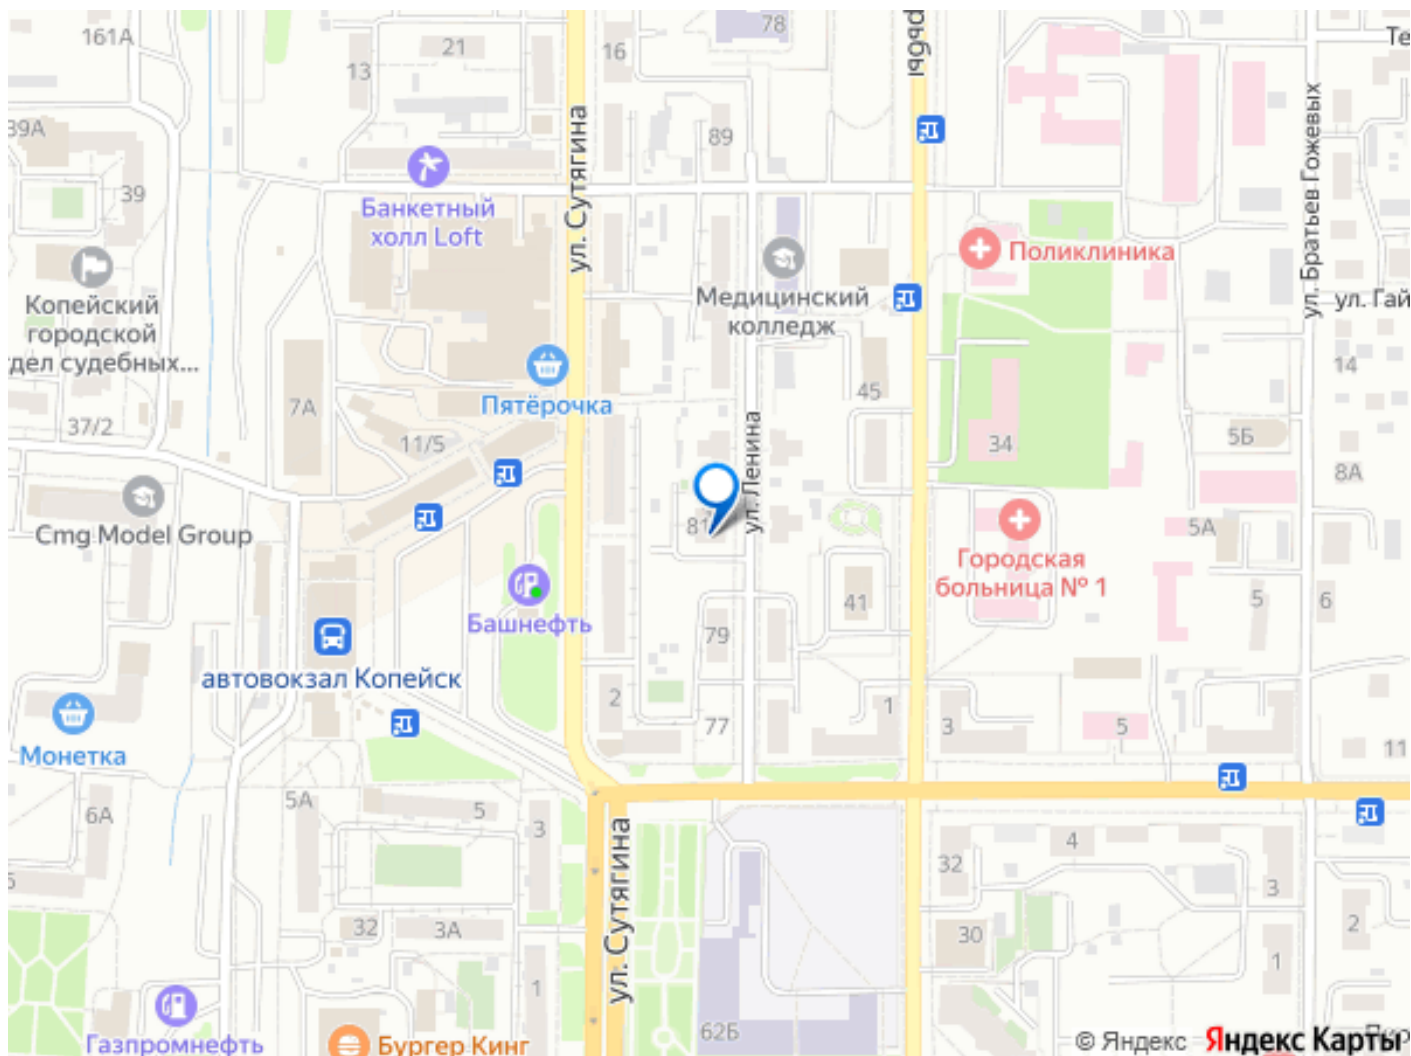 161А
21
13
16
78
Те
39А
39
89
ул. Сутягина
Банкетный
холл Loft
Поликлиника
ул. Братьев Гожевых
ул. Гай
Копейский
городской
дел судебных...
Медицинский
колледж
14
7А
Пятёрочка
45
37/2
11/5
34
5Б
8А
ул. Ленина
Cmg Model Group
81
5А
Городская
больница № 1
Башнефть
41
5
6
79
автовокзал Копейск
2
77
1
3
5
11
Монетка
5А
5
6А
3
4
32
3
ул. Сутягина
32
3А
30
2
1
1
62Б
Газпромнефть
Бургер Кинг
© Яндекс
Яндекс Карты